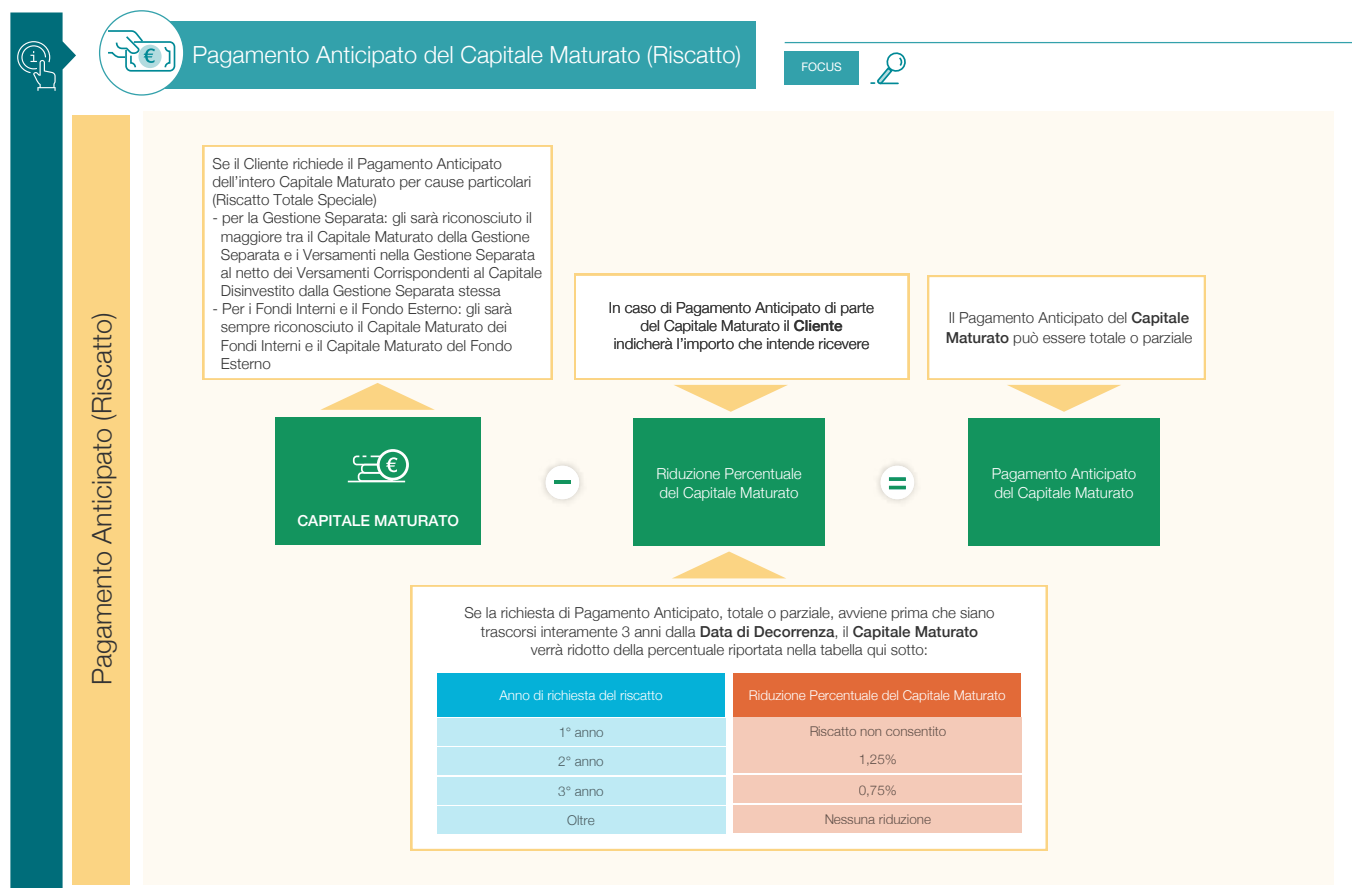 Pagamento Anticipato del Capitale Maturato (Riscatto)
FOCUS
Pagamento Anticipato (Riscatto)
Se il Cliente richiede il Pagamento Anticipato
dell'intero Capitale Maturato per cause particolari
(Riscatto Totale Speciale)
- per la Gestione Separata: gli sarà riconosciuto il
maggiore tra il Capitale Maturato della Gestione
Separata e i Versamenti nella Gestione Separata
al netto dei Versamenti Corrispondenti al Capitale
Disinvestito dalla Gestione Separata stessa
- Per i Fondi Interni e il Fondo Esterno: gli sarà
sempre riconosciuto il Capitale Maturato dei
Fondi Interni e il Capitale Maturato del Fondo
Esterno
In caso di Pagamento Anticipato di parte
del Capitale Maturato il Cliente
indicherà l'importo che intende ricevere
Il Pagamento Anticipato del Capitale
Maturato può essere totale o parziale
€
CAPITALE MATURATO
-
Riduzione Percentuale
del Capitale Maturato
=
Pagamento Anticipato
del Capitale Maturato
Se la richiesta di Pagamento Anticipato, totale o parziale, avviene prima che siano
trascorsi interamente 3 anni dalla Data di Decorrenza, il Capitale Maturato
verrà ridotto della percentuale riportata nella tabella qui sotto:
Anno di richiesta del riscatto
Riduzione Percentuale del Capitale Maturato
1° anno
Riscatto non consentito
2° anno
1,25%
3° anno
0,75%
Oltre
Nessuna riduzione